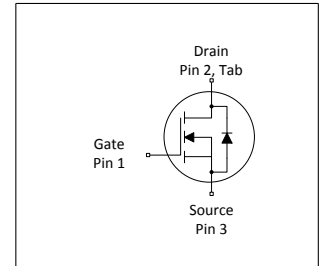 Drain
Pin 2, Tab
Gate
Pin 1
Source
Pin 3